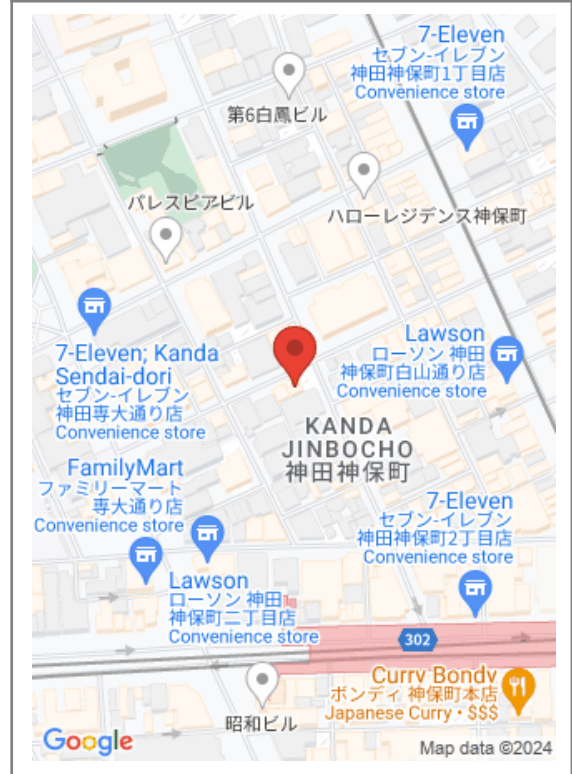 7-Eleven
セブン-イレブン
神田神保町1丁目店
Convenience store
第6白鳳ビル
パレスピアビル
ハローレジデンス神保町
7-Eleven; Kanda
Sendai-dori
セブン-イレブン
神田専大通り店
Convenience store
Lawson
ローソン 神田
神保町白山通り店
Convenience store
KANDA
JINBOCHO
神田神保町
FamilyMart
ファミリーマート
専大通り店
Convenience store
7-Eleven
セブン-イレブン
神田神保町2丁目店
Convenience store
Lawson
ローソン 神田
神保町二丁目店
Convenience store
302
Curry Bondy
ボンディ 神保町本店
Japanese Curry・$$$
昭和ビル
Google
Map data ©2024